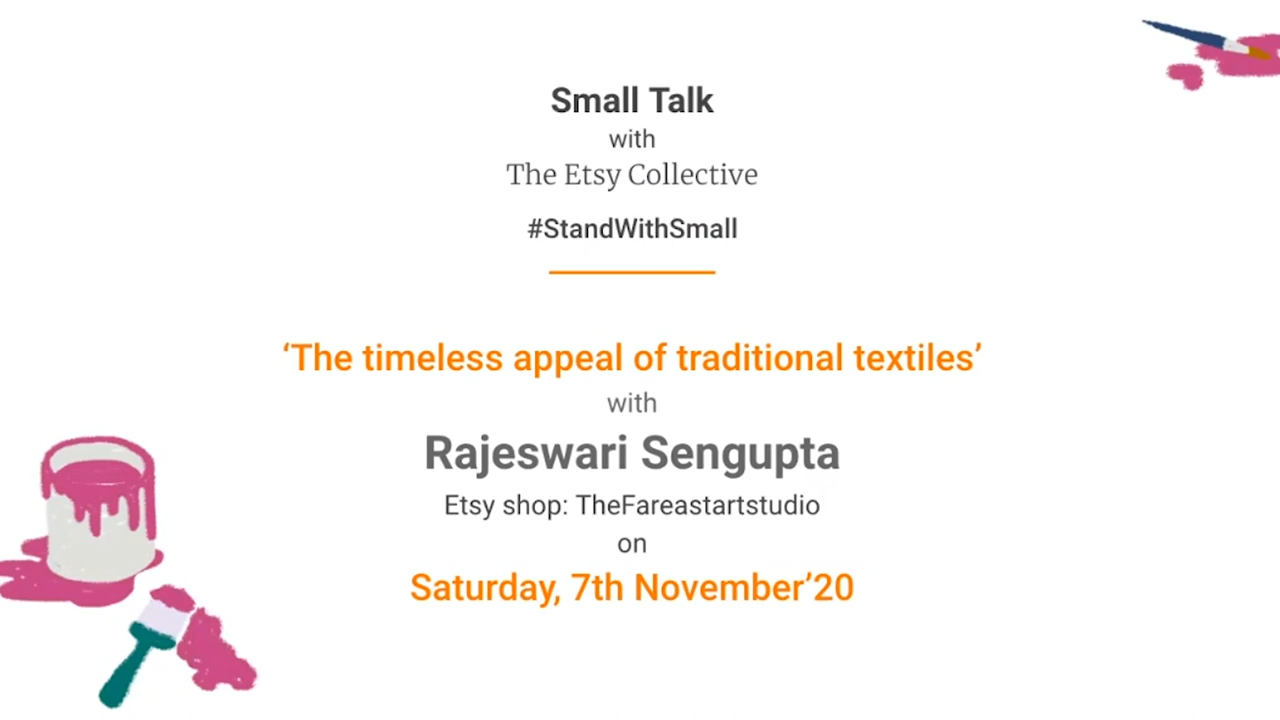 Small Talk
with
The Etsy Collective
#StandWithSmall
‘The timeless appeal of traditional textiles’
with
Rajeswari Sengupta
Etsy shop: TheFareastartstudio
on
Saturday, 7th November’20